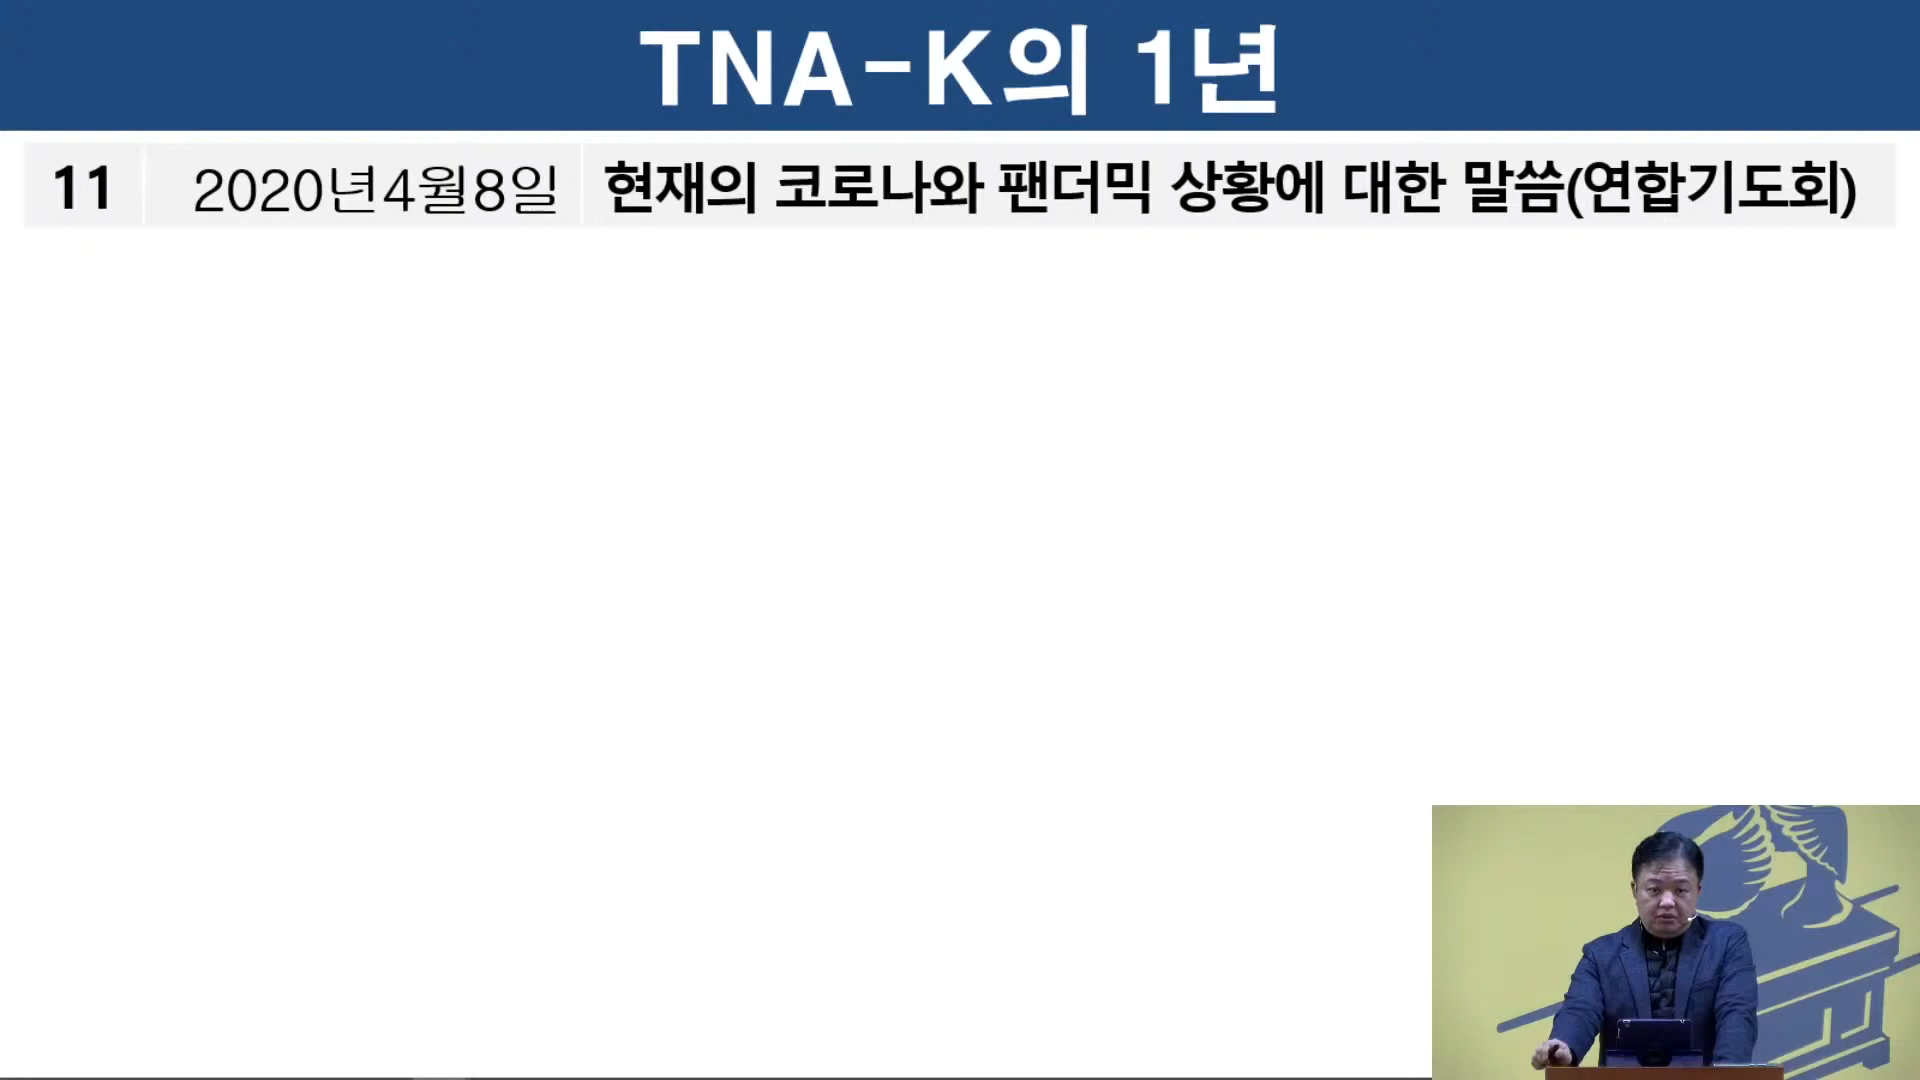 TNA-K의 1년
11 2020년4월8일 현재의 코로나와 팬더믹 상황에 대한 말씀(연합기도회)